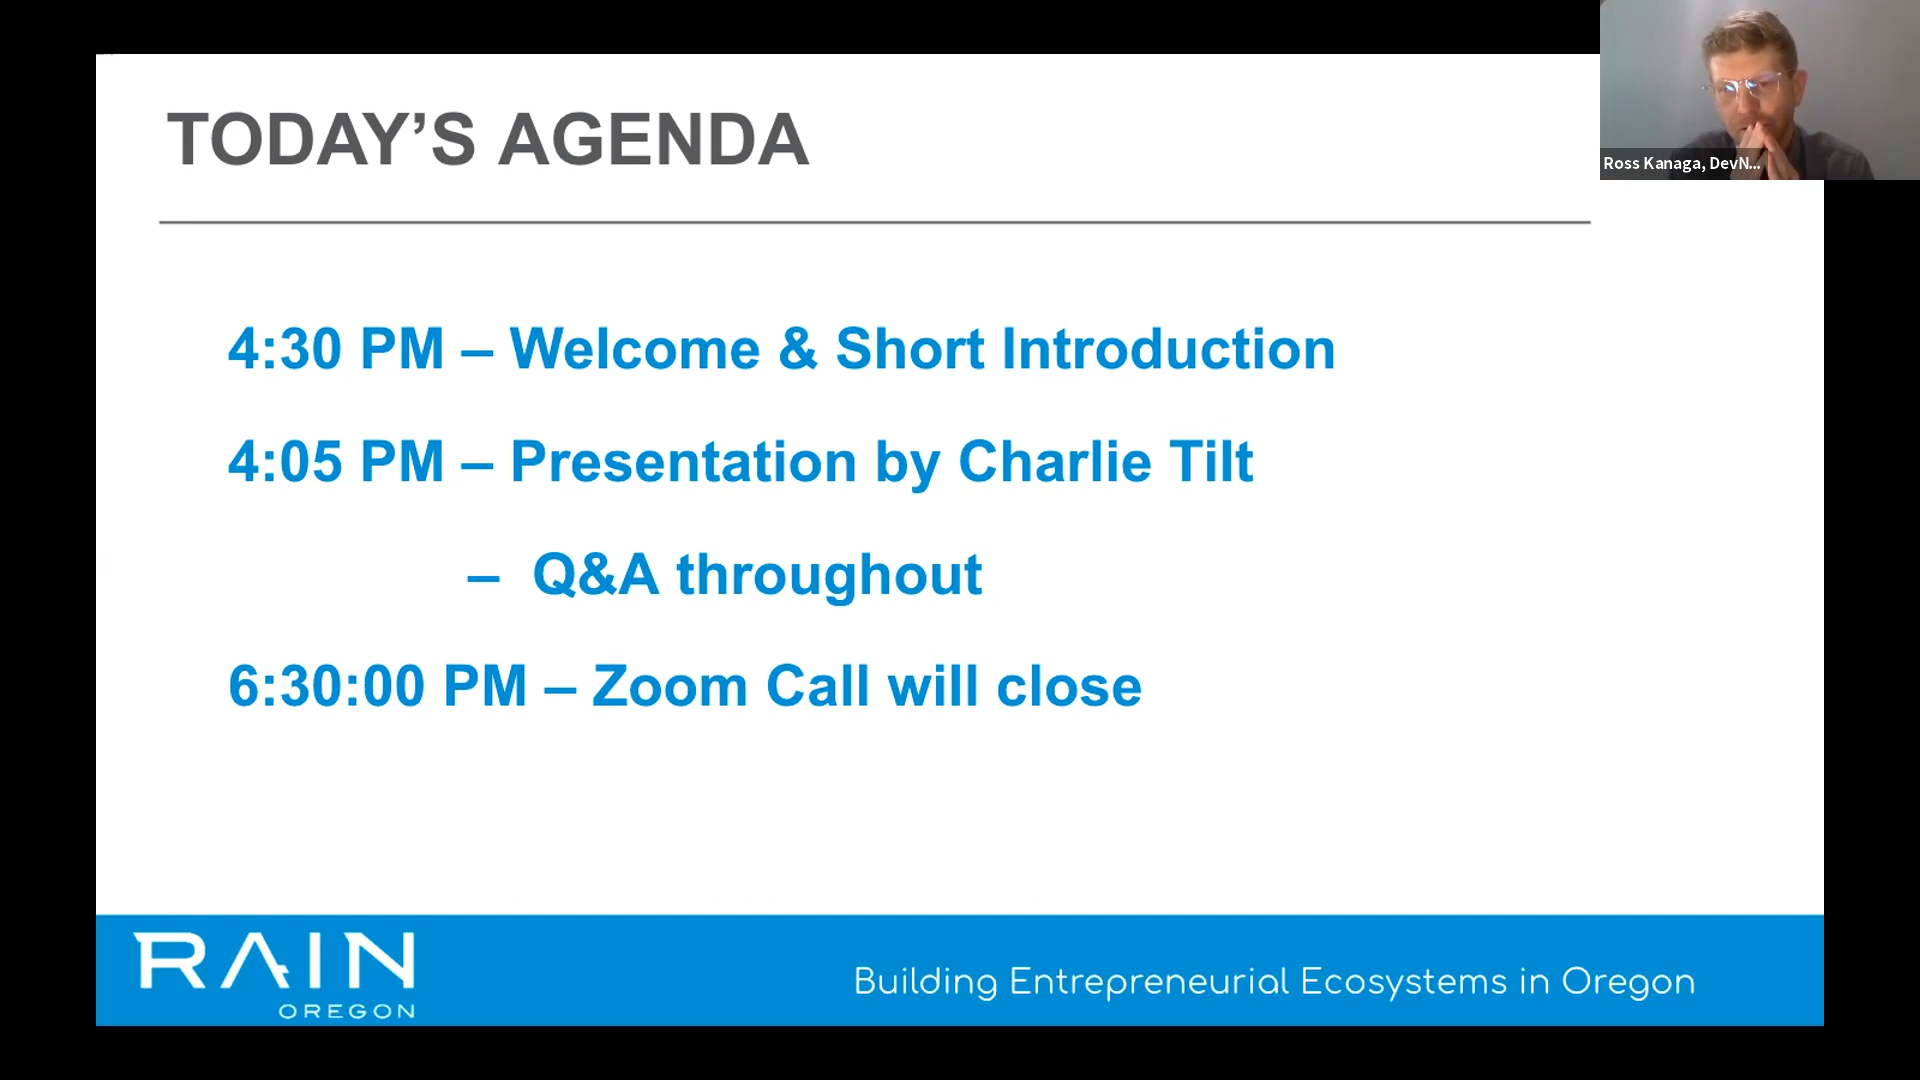 TODAY’S AGENDA
Ross Kanaga, DevN...
4:30 PM – Welcome & Short Introduction
4:05 PM – Presentation by Charlie Tilt
– Q&A throughout
6:30:00 PM – Zoom Call will close
RAIN
OREGON
Building Entrepreneurial Ecosystems in Oregon